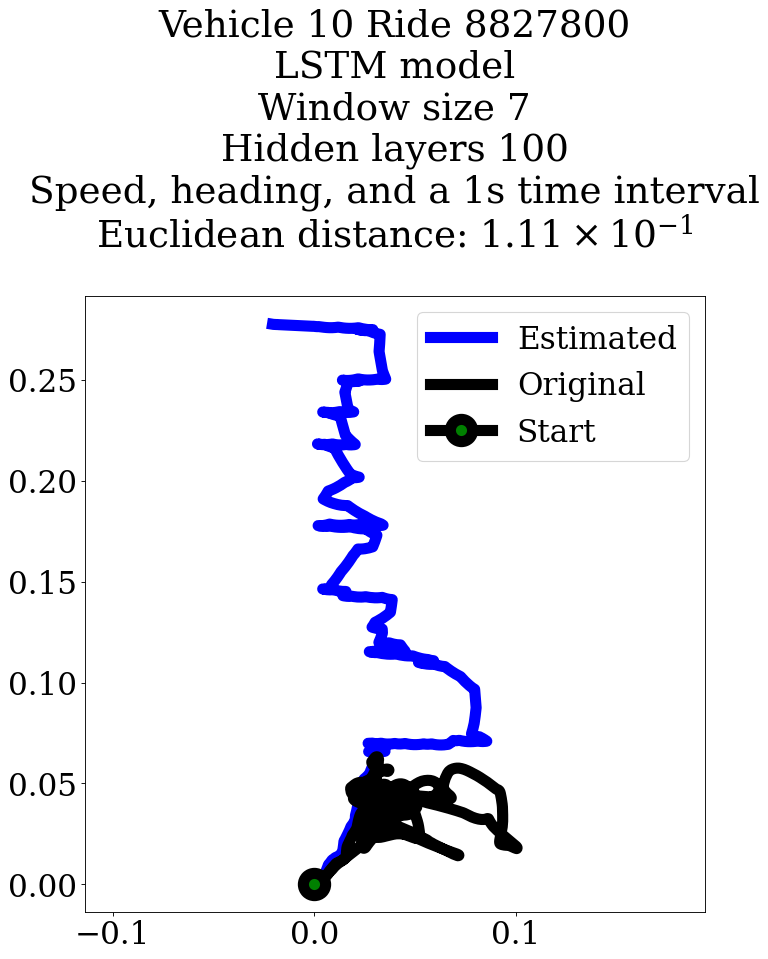 Vehicle 10 Ride 8827800
LSTM model
Window size 7
Hidden layers 100
Speed, heading, and a 1s time interval
Euclidean distance: 1.11 × 10⁻¹
Estimated
Original
Start
0.25
0.20
0.15
0.10
0.05
0.00
−0.1 0.0 0.1